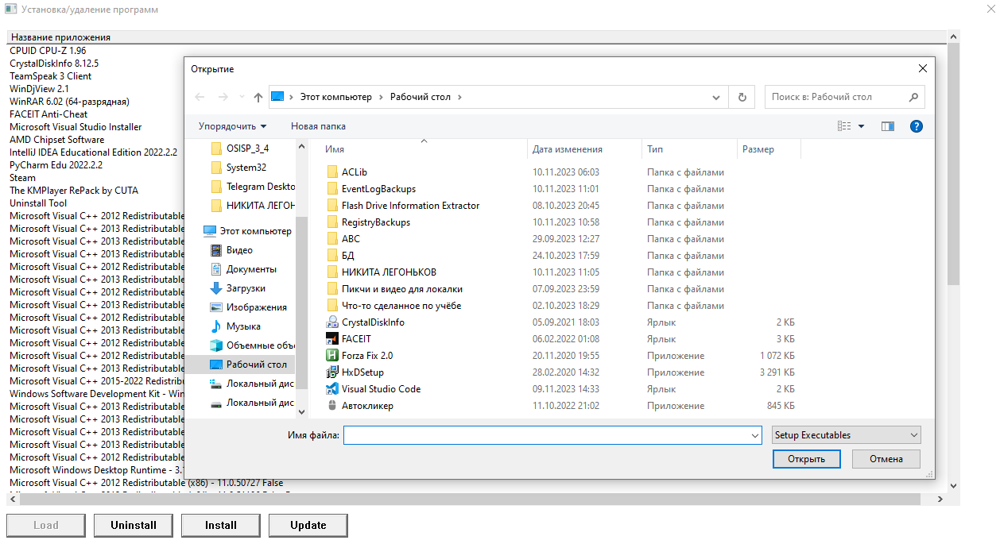 Установка/удаление программ
Название приложения
CPUID CPU-Z 1.96
CrystalDiskInfo 8.12.5
TeamSpeak 3 Client
WinDjView 2.1
WinRAR 6.02 (64-разрядная)
FACEIT Anti-Cheat
Microsoft Visual Studio Installer
AMD Chipset Software
IntelliJ IDEA Educational Edition 2022.2.2
PyCharm Edu 2022.2.2
Steam
The KMPlayer RePack by CUTA
Uninstall Tool
Microsoft Visual C++ 2012 Redistributable
Microsoft Visual C++ 2013 Redistributable
Microsoft Visual C++ 2013 Redistributable
Microsoft Visual C++ 2013 Redistributable
Microsoft Visual C++ 2012 Redistributable
Microsoft Visual C++ 2013 Redistributable
Microsoft Visual C++ 2012 Redistributable
Microsoft Visual C++ 2013 Redistributable
Microsoft Visual C++ 2012 Redistributable
Microsoft Visual C++ 2013 Redistributable
Microsoft Visual C++ 2012 Redistributable
Microsoft Visual C++ 2012 Redistributable
Microsoft Visual C++ 2013 Redistributable
Microsoft Visual C++ 2015-2022 Redistribu
Windows Software Development Kit - Win
Microsoft Visual C++ 2013 Redistributable
Microsoft Visual C++ 2013 Redistributable
Microsoft Visual C++ 2013 Redistributable
Microsoft Visual C++ 2012 Redistributable
Microsoft Visual C++ 2012 Redistributable
Microsoft Windows Desktop Runtime - 3.
Microsoft Visual C++ 2012 Redistributable (x86) - 11.0.50727 False
Load
Uninstall
Install
Update
Открытие
Этот компьютер
Рабочий стол
Поиск в: Рабочий стол
Упорядочить
Новая папка
OSISP_3_4
System32
Telegram Deskto
НИКИТА ЛЕГОН
Этот компьютер
Видео
Документы
Загрузки
Изображения
Музыка
Объемные объ
Рабочий стол
Локальный дис
Локальный дис
Имя Дата изменения Тип Размер
ACLib 10.11.2023 06:03 Папка с файлами
EventLogBackups 10.11.2023 11:01 Папка с файлами
Flash Drive Information Extractor 08.10.2023 20:45 Папка с файлами
RegistryBackups 10.11.2023 10:58 Папка с файлами
АВС 29.09.2023 12:27 Папка с файлами
БД 24.10.2023 17:59 Папка с файлами
НИКИТА ЛЕГОНЬКОВ 10.11.2023 11:05 Папка с файлами
Пикчи и видео для локалки 07.09.2023 23:59 Папка с файлами
Что-то сделанное по учёбе 02.10.2023 18:29 Папка с файлами
CrystalDiskInfo 05.09.2021 18:03 Ярлык 2 КБ
FACEIT 06.02.2022 01:08 Ярлык 3 КБ
Forza Fix 2.0 20.11.2020 19:55 Приложение 1 072 КБ
HxDSetup 28.02.2020 14:32 Приложение 3 291 КБ
Visual Studio Code 09.11.2023 14:33 Ярлык 2 КБ
Автокликер 11.10.2022 21:02 Приложение 845 КБ
Имя файла:
Setup Executables
Открыть
Отмена